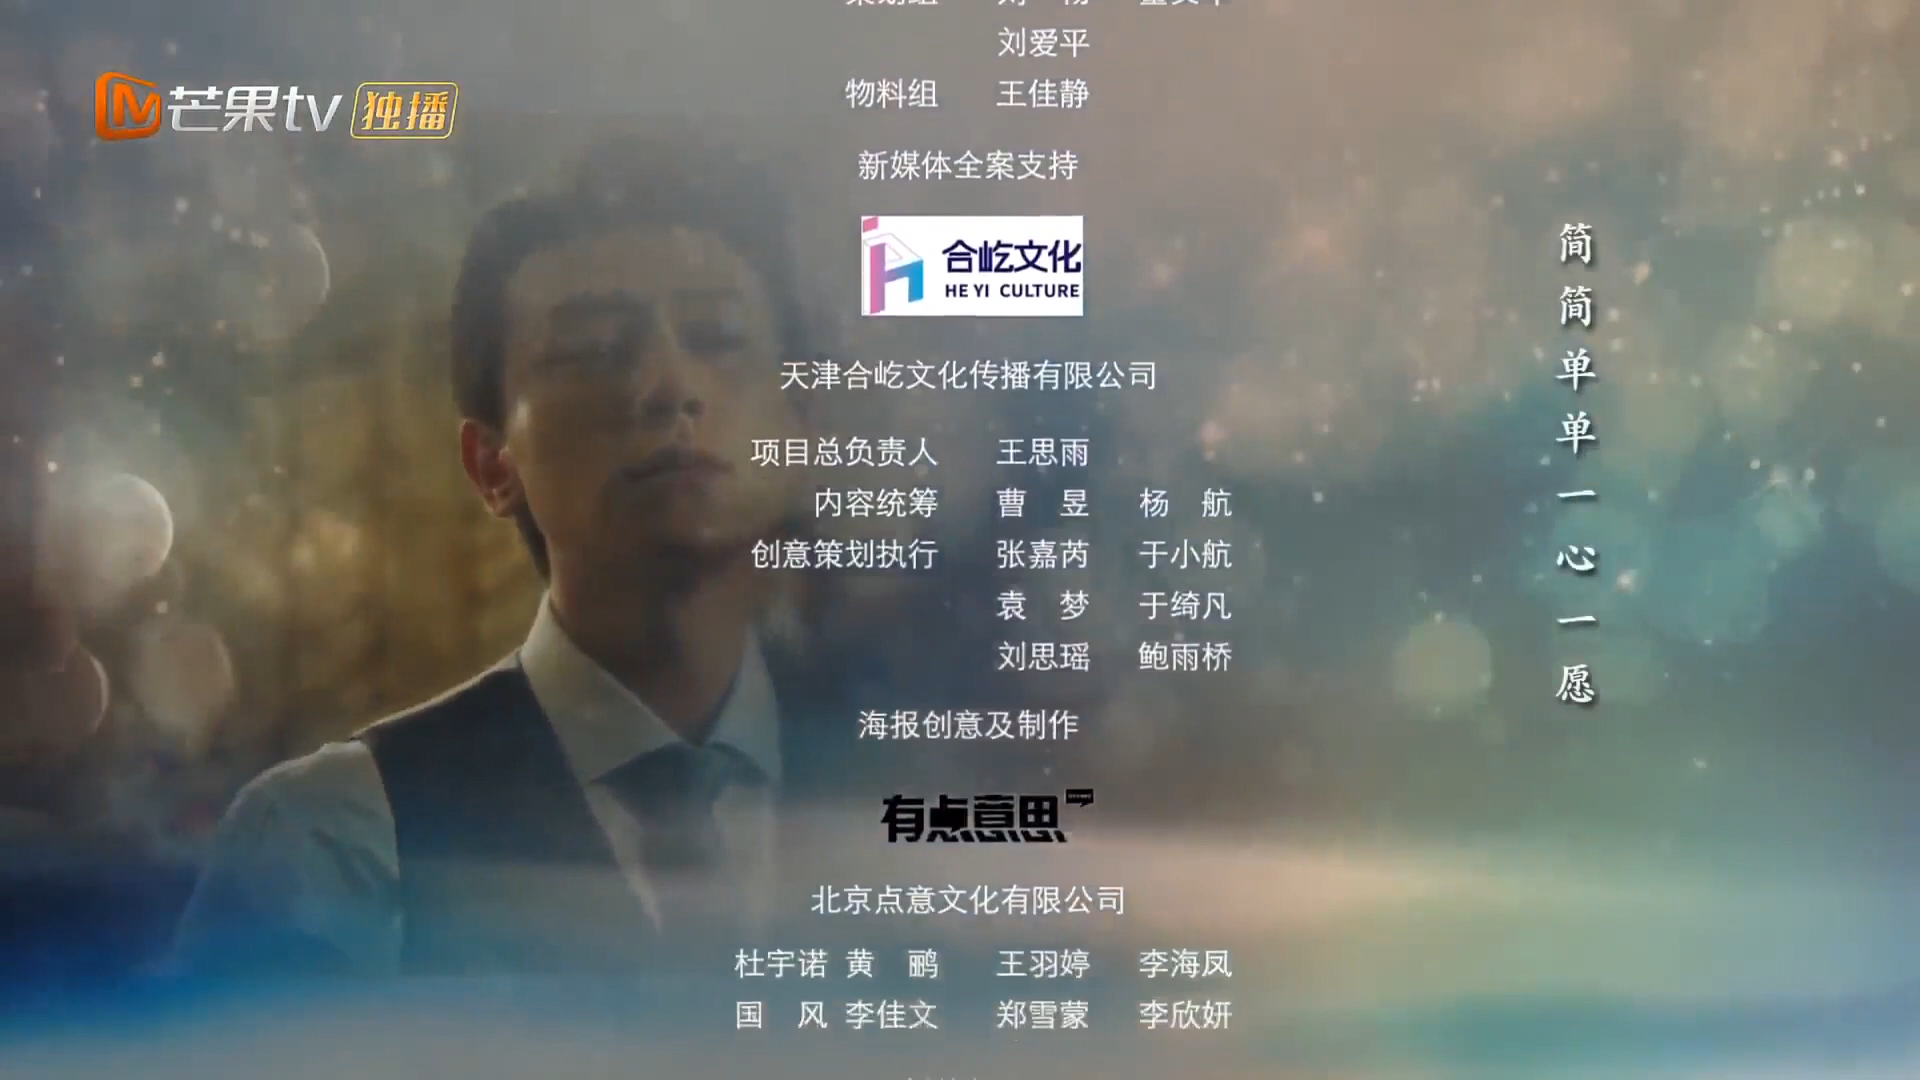 刘爱平
物料组 王佳静
芒果tv 独播
新媒体全案支持
合屹文化
HE YI CULTURE
天津合屹文化传播有限公司
项目总负责人 王思雨
内容统筹 曹 昱 杨 航
创意策划执行 张嘉芮 于小航
袁 梦 于绮凡
刘思瑶 鲍雨桥
海报创意及制作
有点意思
北京点意文化有限公司
杜宇诺 黄 鹂 王羽婷 李海凤
国 风 李佳文 郑雪蒙 李欣妍
简简单单一心一愿